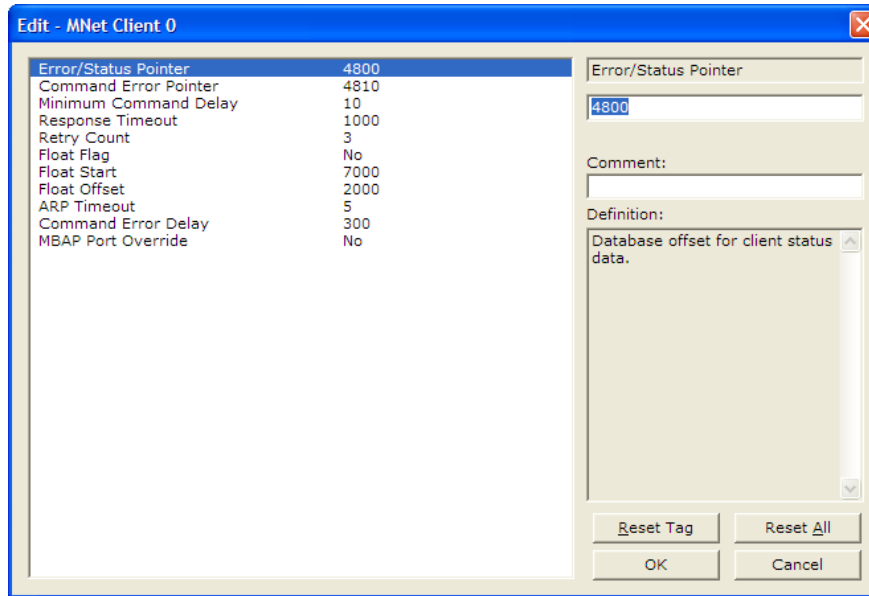 Edit - MNet Client 0
Error/Status Pointer 4800
Command Error Pointer 4810
Minimum Command Delay 10
Response Timeout 1000
Retry Count 3
Float Flag No
Float Start 7000
Float Offset 2000
ARP Timeout 5
Command Error Delay 300
MBAP Port Override No
Error/Status Pointer
4800
Comment:
Definition:
Database offset for client status
data.
Reset Tag Reset All
OK Cancel